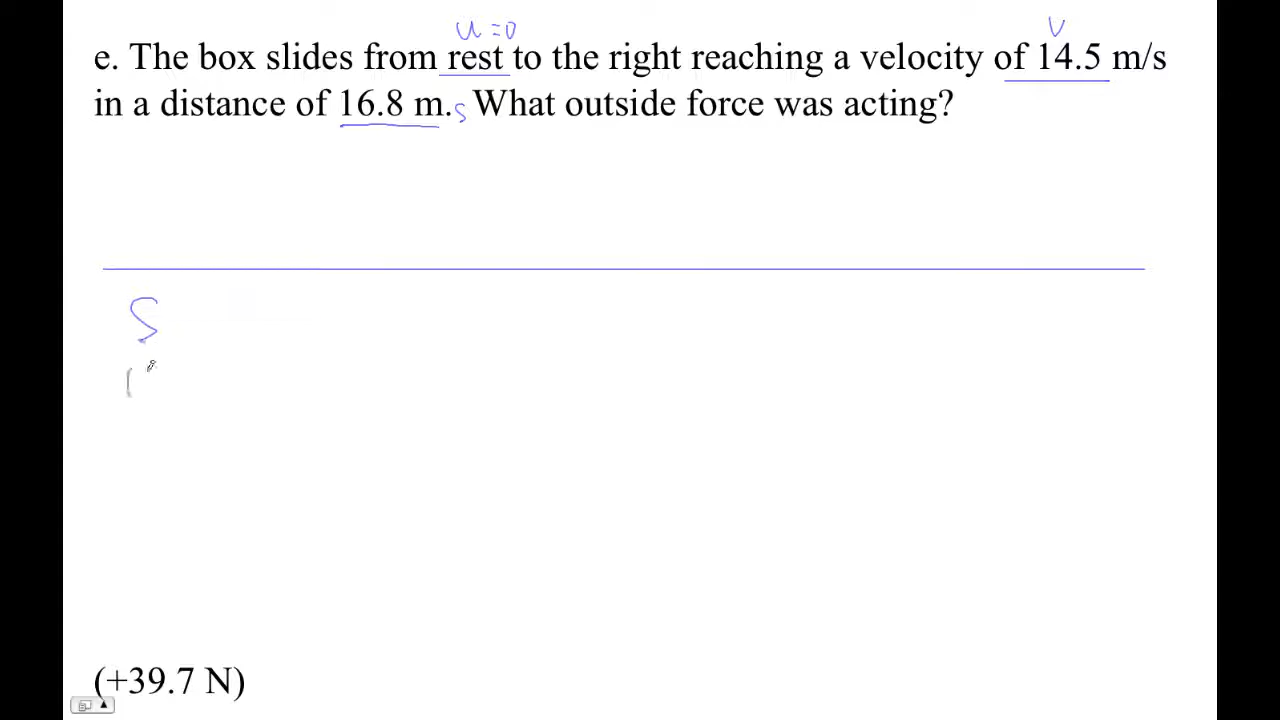 u =0 v
e. The box slides from rest to the right reaching a velocity of 14.5 m/s
in a distance of 16.8 m. s What outside force was acting?
S
(+39.7 N)